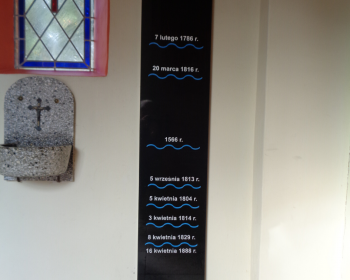 7 lutego 1786 r.
20 marca 1816 r.
1566 r.
5 września 1813 r.
5 kwietnia 1804 r.
3 kwietnia 1814 r.
8 kwietnia 1829 r.
16 kwietnia 1888 r.